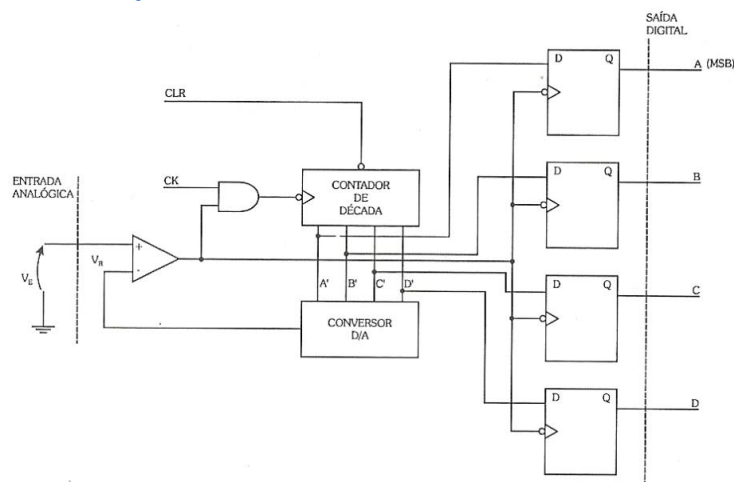 SAÍDA
DIGITAL
D Q
A (MSB)
CLR
CK
CONTADOR
DE
DÉCADA
D Q
B
ENTRADA
ANALÓGICA
+
-
V_R
V_E
A' B' C' D'
D Q
C
CONVERSOR
D/A
D Q
D